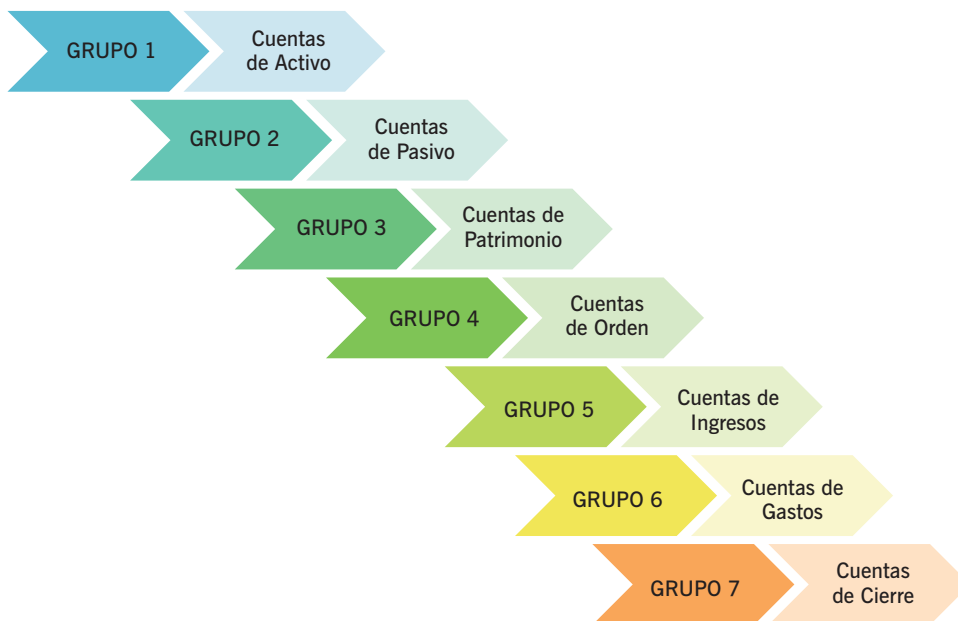 GRUPO 1
Cuentas
de Activo
GRUPO 2
Cuentas
de Pasivo
GRUPO 3
Cuentas de
Patrimonio
GRUPO 4
Cuentas
de Orden
GRUPO 5
Cuentas de
Ingresos
GRUPO 6
Cuentas de
Gastos
GRUPO 7
Cuentas
de Cierre